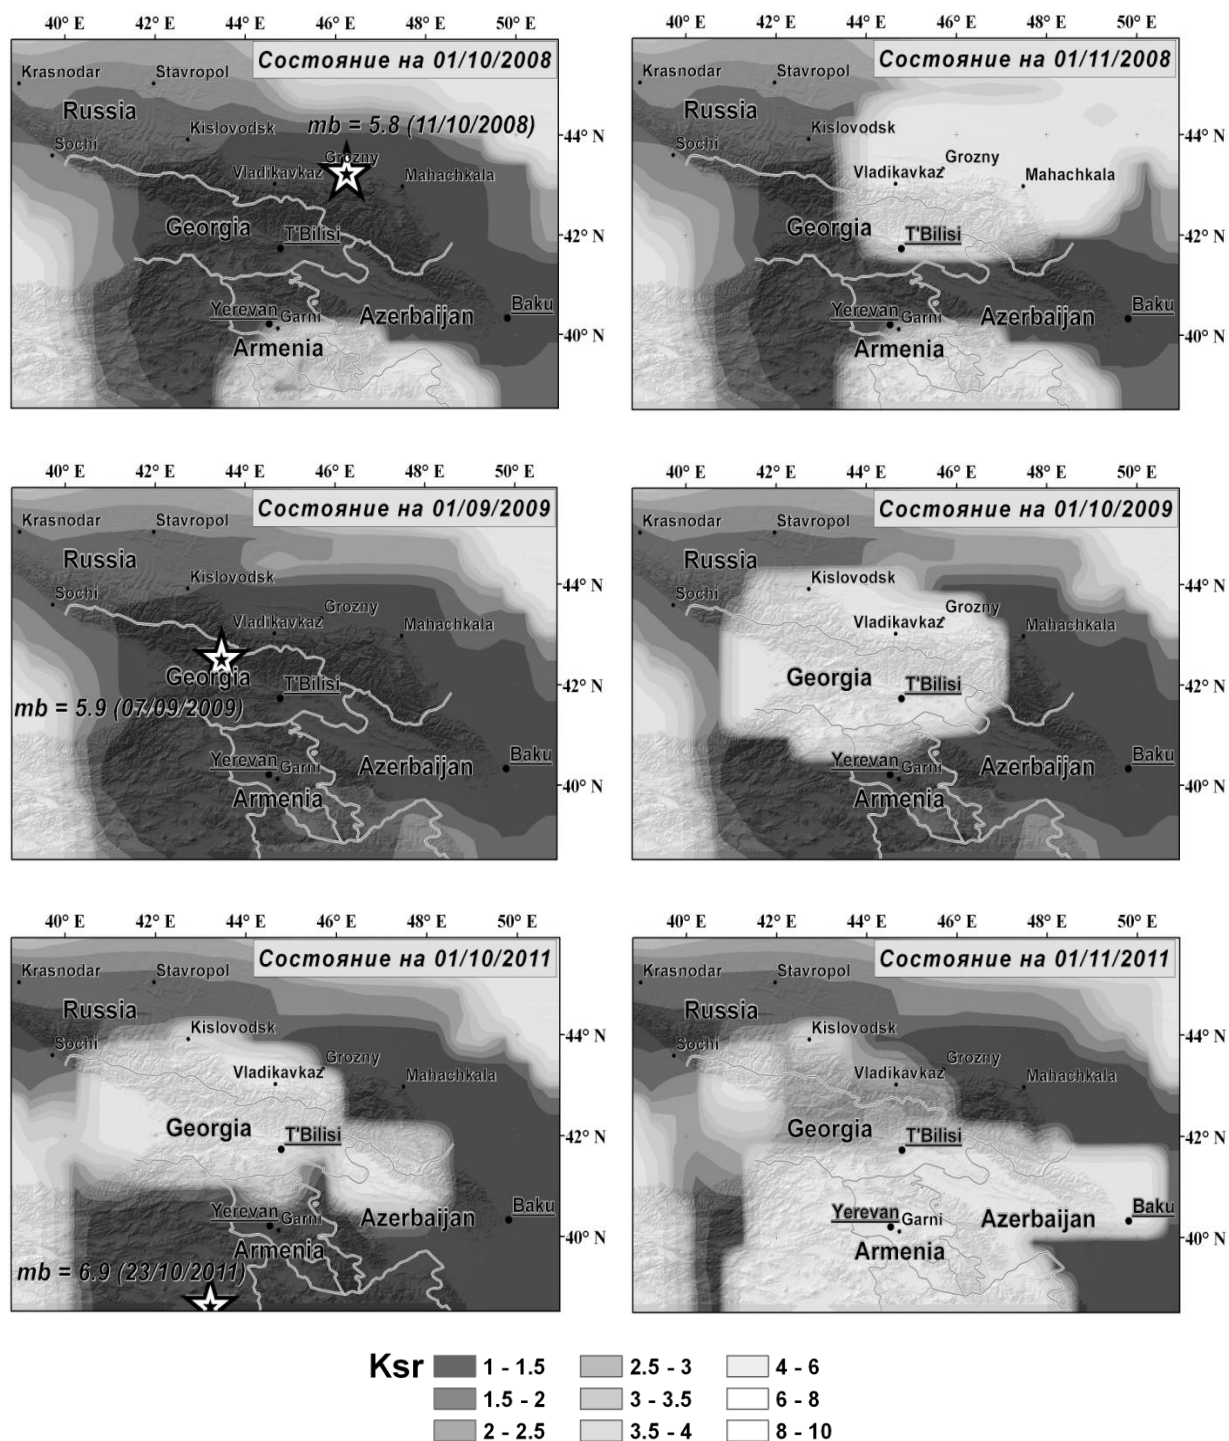 40° E 42° E 44° E 46° E 48° E 50° E
Состояние на 01/10/2008
Krasnodar Stavropol
Russia
mb = 5.8 (11/10/2008)
Kislovodsk
44° N
Sochi
Grozny
Vladikavkaz
Mahachkala
Georgia
T'Bilisi
42° N
Yerevan
Garni
Azerbaijan
Baku
40° N
Armenia
40° E 42° E 44° E 46° E 48° E 50° E
Состояние на 01/11/2008
Krasnodar Stavropol
Russia
Kislovodsk
44° N
Sochi
Grozny
Vladikavkaz
Mahachkala
Georgia
T'Bilisi
42° N
Yerevan
Garni
Azerbaijan
Baku
40° N
Armenia
40° E 42° E 44° E 46° E 48° E 50° E
Состояние на 01/09/2009
Krasnodar Stavropol
Russia
Kislovodsk
44° N
Sochi
Grozny
Vladikavkaz
Mahachkala
Georgia
T'Bilisi
42° N
mb = 5.9 (07/09/2009)
Yerevan
Garni
Azerbaijan
Baku
40° N
Armenia
40° E 42° E 44° E 46° E 48° E 50° E
Состояние на 01/10/2009
Krasnodar Stavropol
Russia
Kislovodsk
44° N
Sochi
Grozny
Vladikavkaz
Mahachkala
Georgia
T'Bilisi
42° N
Yerevan
Garni
Azerbaijan
Baku
40° N
Armenia
40° E 42° E 44° E 46° E 48° E 50° E
Состояние на 01/10/2011
Krasnodar Stavropol
Russia
Kislovodsk
44° N
Sochi
Grozny
Vladikavkaz
Mahachkala
Georgia
T'Bilisi
42° N
Yerevan
Garni
Azerbaijan
Baku
40° N
Armenia
mb = 6.9 (23/10/2011)
40° E 42° E 44° E 46° E 48° E 50° E
Состояние на 01/11/2011
Krasnodar Stavropol
Russia
Kislovodsk
44° N
Sochi
Grozny
Vladikavkaz
Mahachkala
Georgia
T'Bilisi
42° N
Yerevan
Garni
Azerbaijan
Baku
40° N
Armenia
Ksr 1 - 1.5 2.5 - 3 4 - 6
1.5 - 2 3 - 3.5 6 - 8
2 - 2.5 3.5 - 4 8 - 10